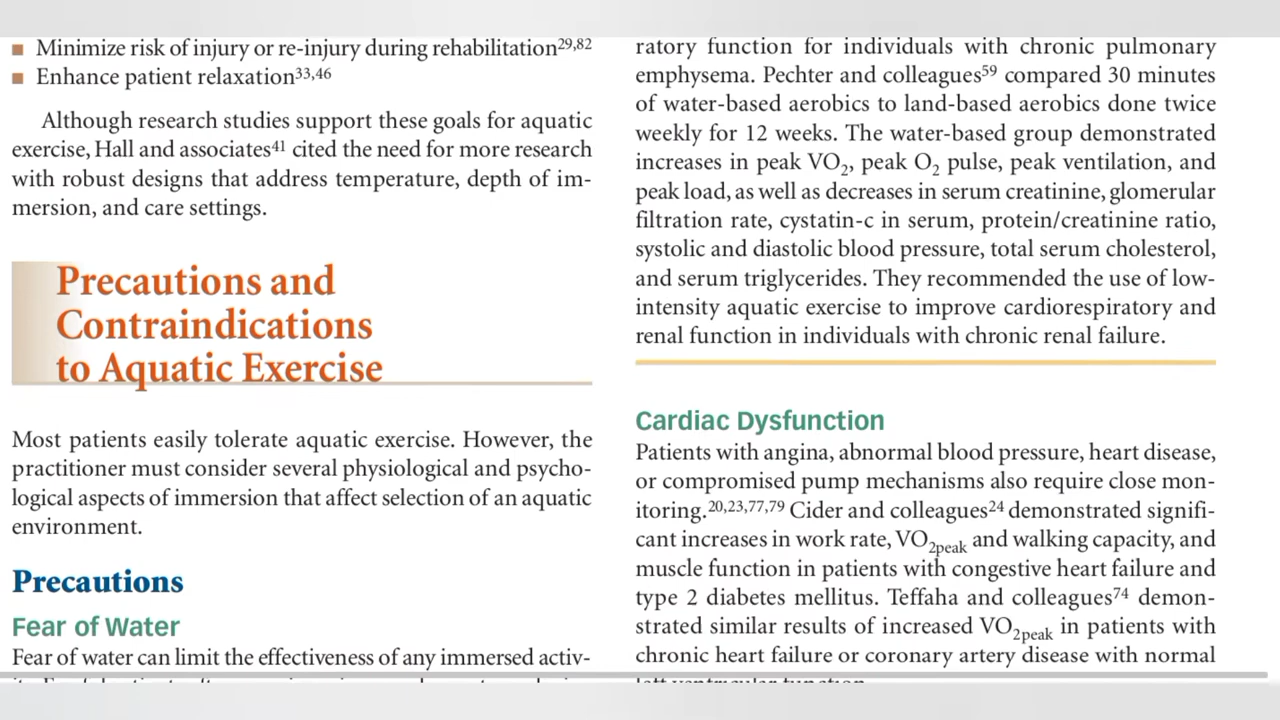 ■ Minimize risk of injury or re-injury during rehabilitation29,82
■ Enhance patient relaxation33,46
Although research studies support these goals for aquatic
exercise, Hall and associates41 cited the need for more research
with robust designs that address temperature, depth of im-
mersion, and care settings.
Precautions and
Contraindications
to Aquatic Exercise
Most patients easily tolerate aquatic exercise. However, the
practitioner must consider several physiological and psycho-
logical aspects of immersion that affect selection of an aquatic
environment.
Precautions
Fear of Water
Fear of water can limit the effectiveness of any immersed activ-
ratory function for individuals with chronic pulmonary
emphysema. Pechter and colleagues59 compared 30 minutes
of water-based aerobics to land-based aerobics done twice
weekly for 12 weeks. The water-based group demonstrated
increases in peak VO2, peak O2 pulse, peak ventilation, and
peak load, as well as decreases in serum creatinine, glomerular
filtration rate, cystatin-c in serum, protein/creatinine ratio,
systolic and diastolic blood pressure, total serum cholesterol,
and serum triglycerides. They recommended the use of low-
intensity aquatic exercise to improve cardiorespiratory and
renal function in individuals with chronic renal failure.
Cardiac Dysfunction
Patients with angina, abnormal blood pressure, heart disease,
or compromised pump mechanisms also require close mon-
itoring.20,23,77,79 Cider and colleagues24 demonstrated signifi-
cant increases in work rate, VO2peak and walking capacity, and
muscle function in patients with congestive heart failure and
type 2 diabetes mellitus. Teffaha and colleagues74 demon-
strated similar results of increased VO2peak in patients with
chronic heart failure or coronary artery disease with normal